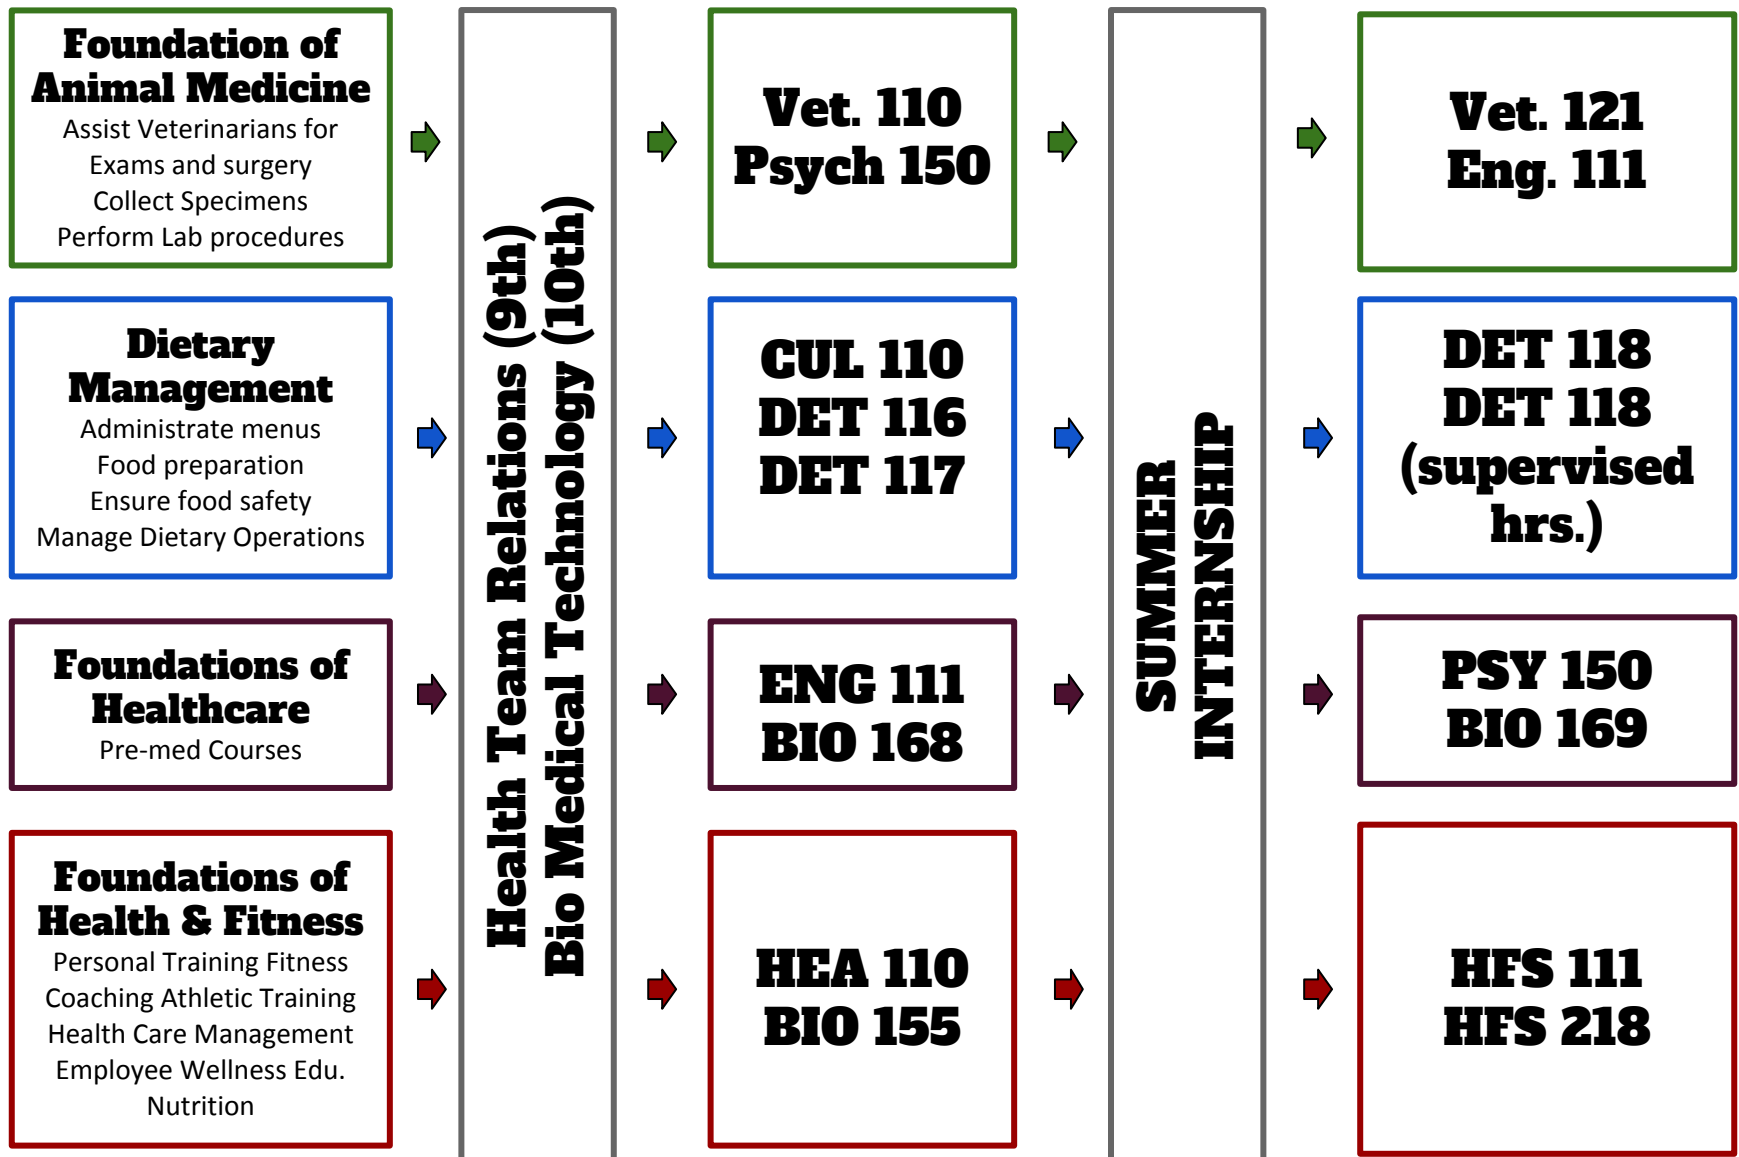 Foundation of
Animal Medicine
Assist Veterinarians for
Exams and surgery
Collect Specimens
Perform Lab procedures
Dietary
Management
Administrate menus
Food preparation
Ensure food safety
Manage Dietary Operations
Foundations of
Healthcare
Pre-med Courses
Foundations of
Health & Fitness
Personal Training Fitness
Coaching Athletic Training
Health Care Management
Employee Wellness Edu.
Nutrition
Health Team Relations (9th)
Bio Medical Technology (10th)
Vet. 110
Psych 150
CUL 110
DET 116
DET 117
ENG 111
BIO 168
HEA 110
BIO 155
SUMMER
INTERNSHIP
Vet. 121
Eng. 111
DET 118
DET 118
(supervised
hrs.)
PSY 150
BIO 169
HFS 111
HFS 218